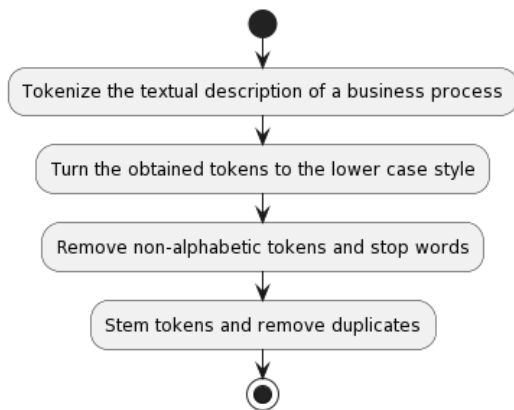 Tokenize the textual description of a business process
Turn the obtained tokens to the lower case style
Remove non-alphabetic tokens and stop words
Stem tokens and remove duplicates